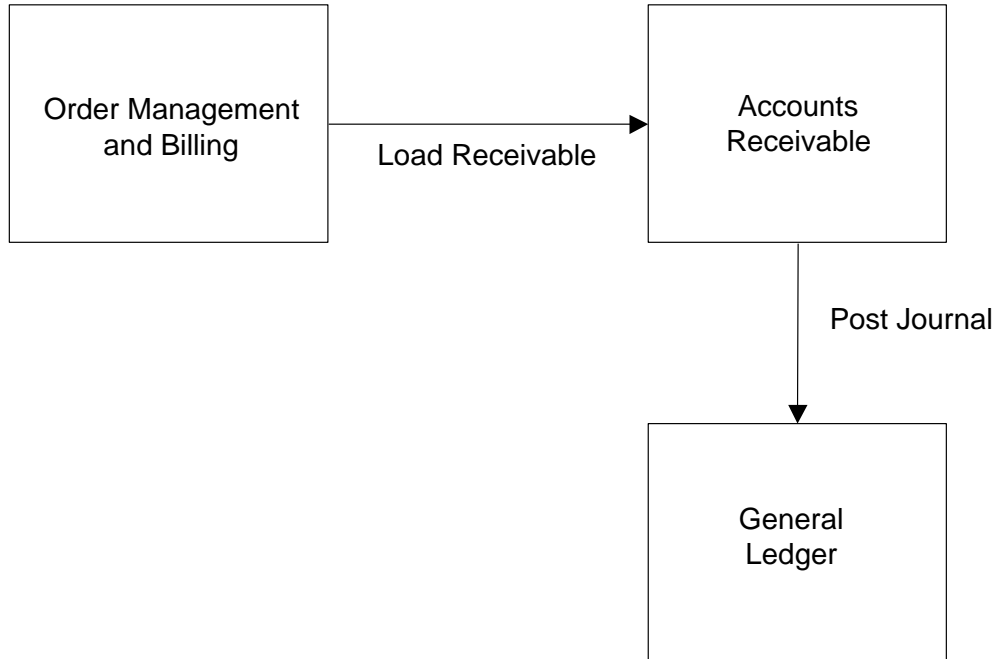 Order Management
and Billing
Load Receivable
Accounts
Receivable
Post Journal
General
Ledger